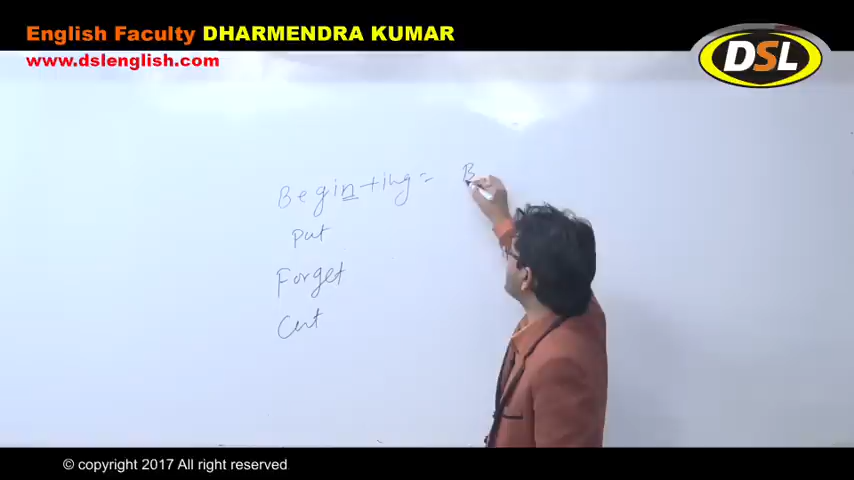 English Faculty DHARMENDRA KUMAR
www.dslenglish.com
DSL
Begin+ing = B
Put
Forget
Cut
© copyright 2017 All right reserved